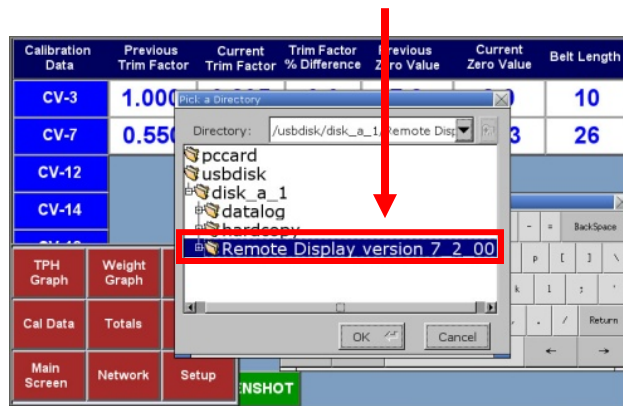 Calibration Data Previous Trim Factor Current Trim Factor Trim Factor % Difference Previous Zero Value Current Zero Value Belt Length
CV-3 1.000 10
Pick a Directory
CV-7 0.550 3 26
Directory: /usbdisk/disk_a_1/Remote Disp
pccard
usbdisk
CV-12
disk_a_1
CV-14
datalog
hardcopy
- = BackSpace
Remote Display version 7_2_00
TPH Graph Weight Graph
p [ ] \
k l ; '
Cal Data Totals
, . / Return
OK Cancel
← →
Main Screen Network Setup
ENSHOT